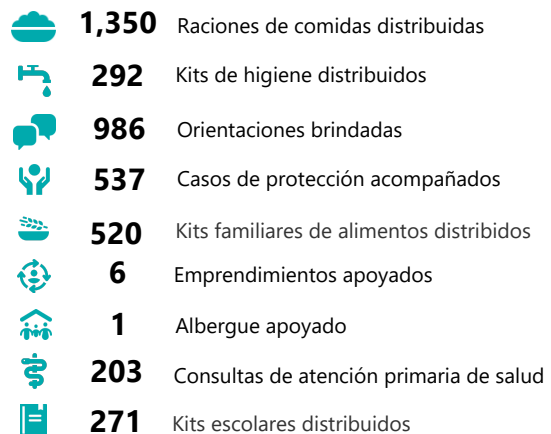 1,350 Raciones de comidas distribuidas
292 Kits de higiene distribuidos
986 Orientaciones brindadas
537 Casos de protección acompañados
520 Kits familiares de alimentos distribidos
6 Emprendimientos apoyados
1 Albergue apoyado
203 Consultas de atención primaria de salud
271 Kits escolares distribuidos